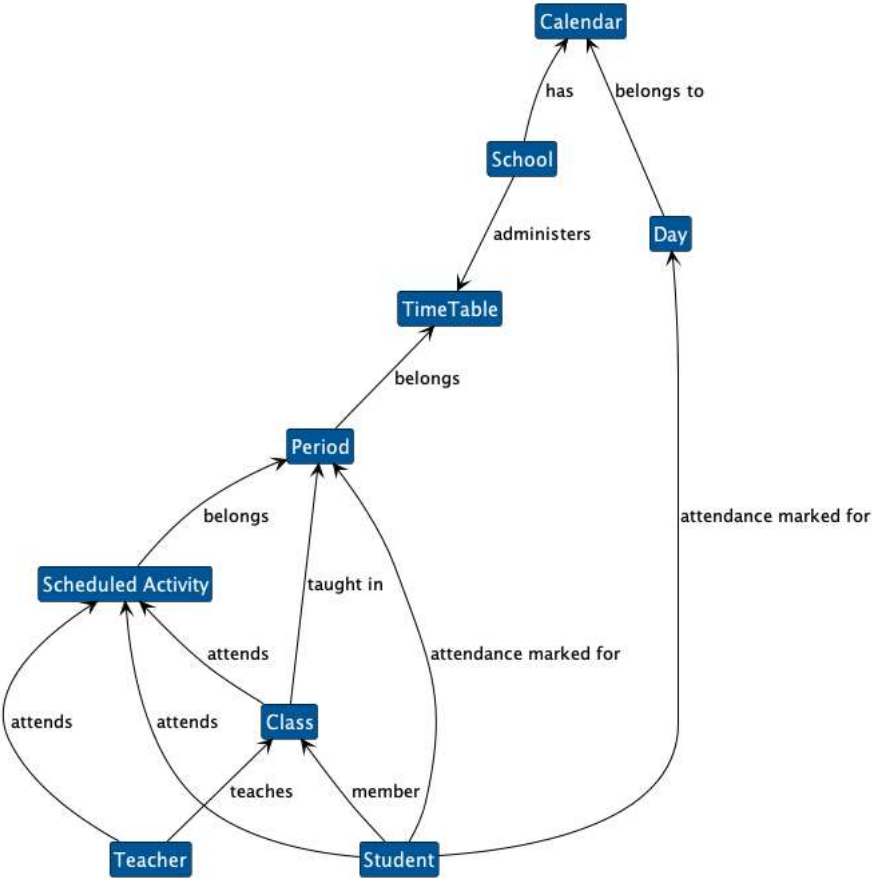 Calendar
has
belongs to
School
administers
Day
TimeTable
belongs
Period
belongs
attendance marked for
Scheduled Activity
taught in
attends
attendance marked for
attends
attends
Class
teaches
member
Teacher
Student